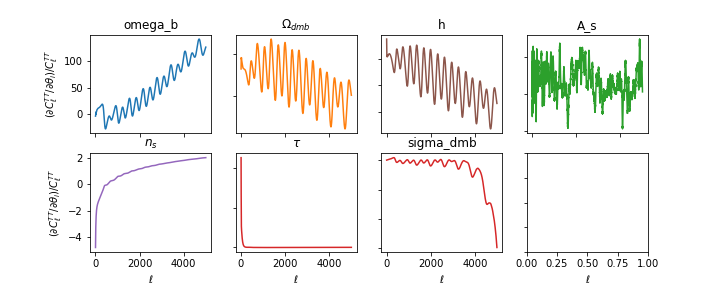 omega_b
Ω_{dmb}
h
A_s
(∂C_ℓ^{TT}/∂θ_i)/C_ℓ^{TT}
100
50
0
n_s
τ
sigma_dmb
(∂C_ℓ^{TT}/∂θ_i)/C_ℓ^{TT}
2
0
−2
−4
0 2000 4000
0 2000 4000
0 2000 4000
0.00 0.25 0.50 0.75 1.00
ℓ
ℓ
ℓ
ℓ